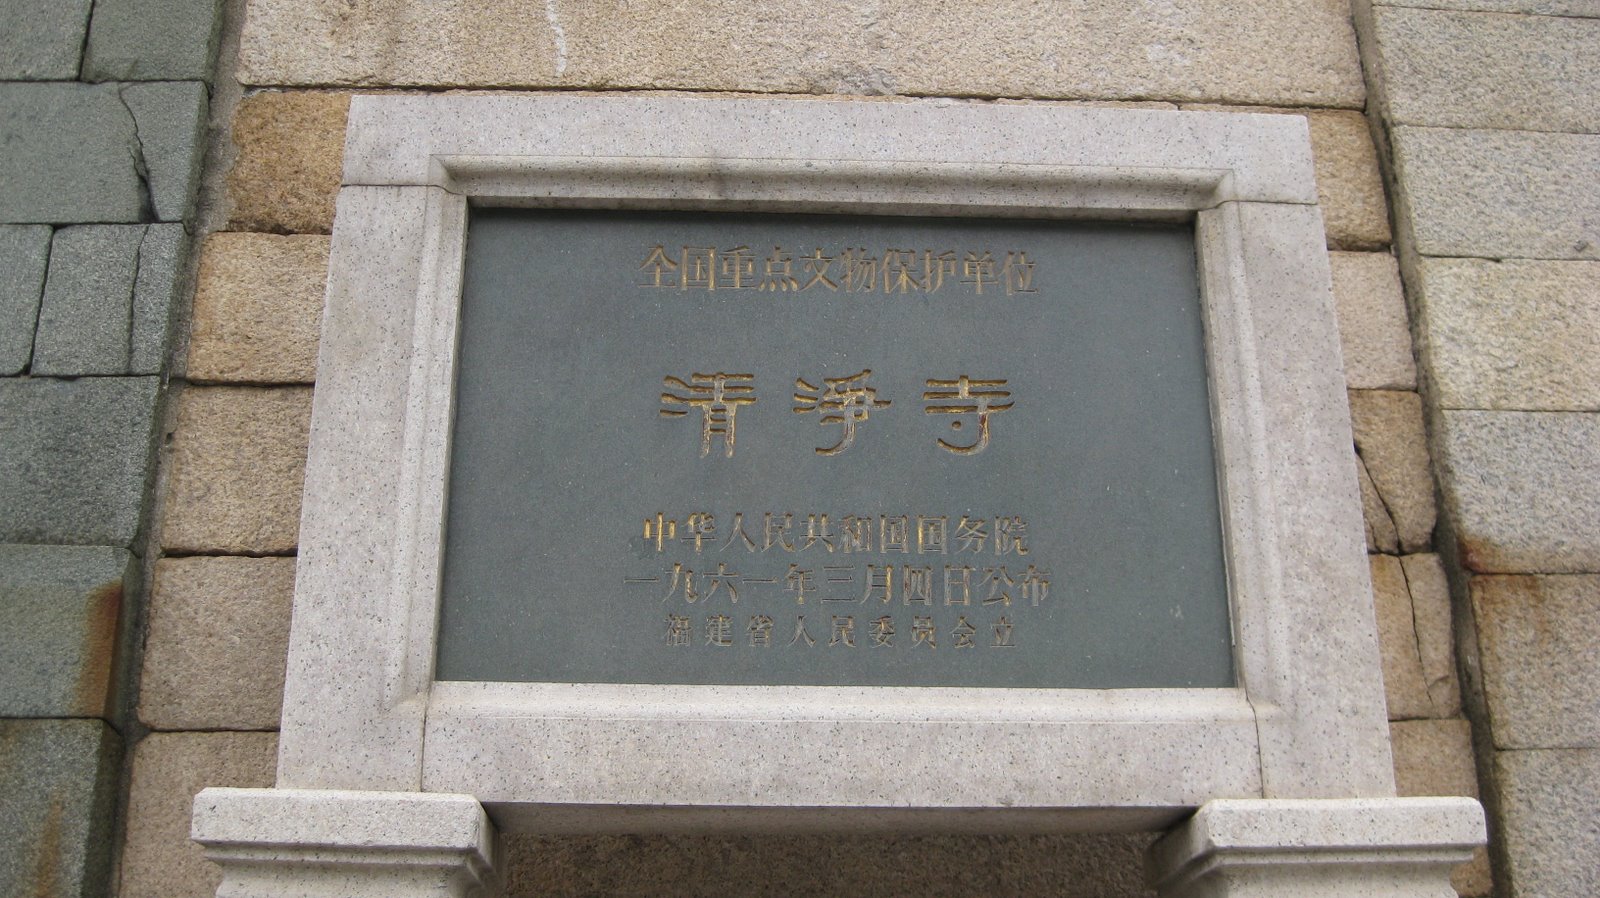 全国重点文物保护单位
清净寺
中华人民共和国国务院
一九六一年三月四日公布
福建省人民委员会立